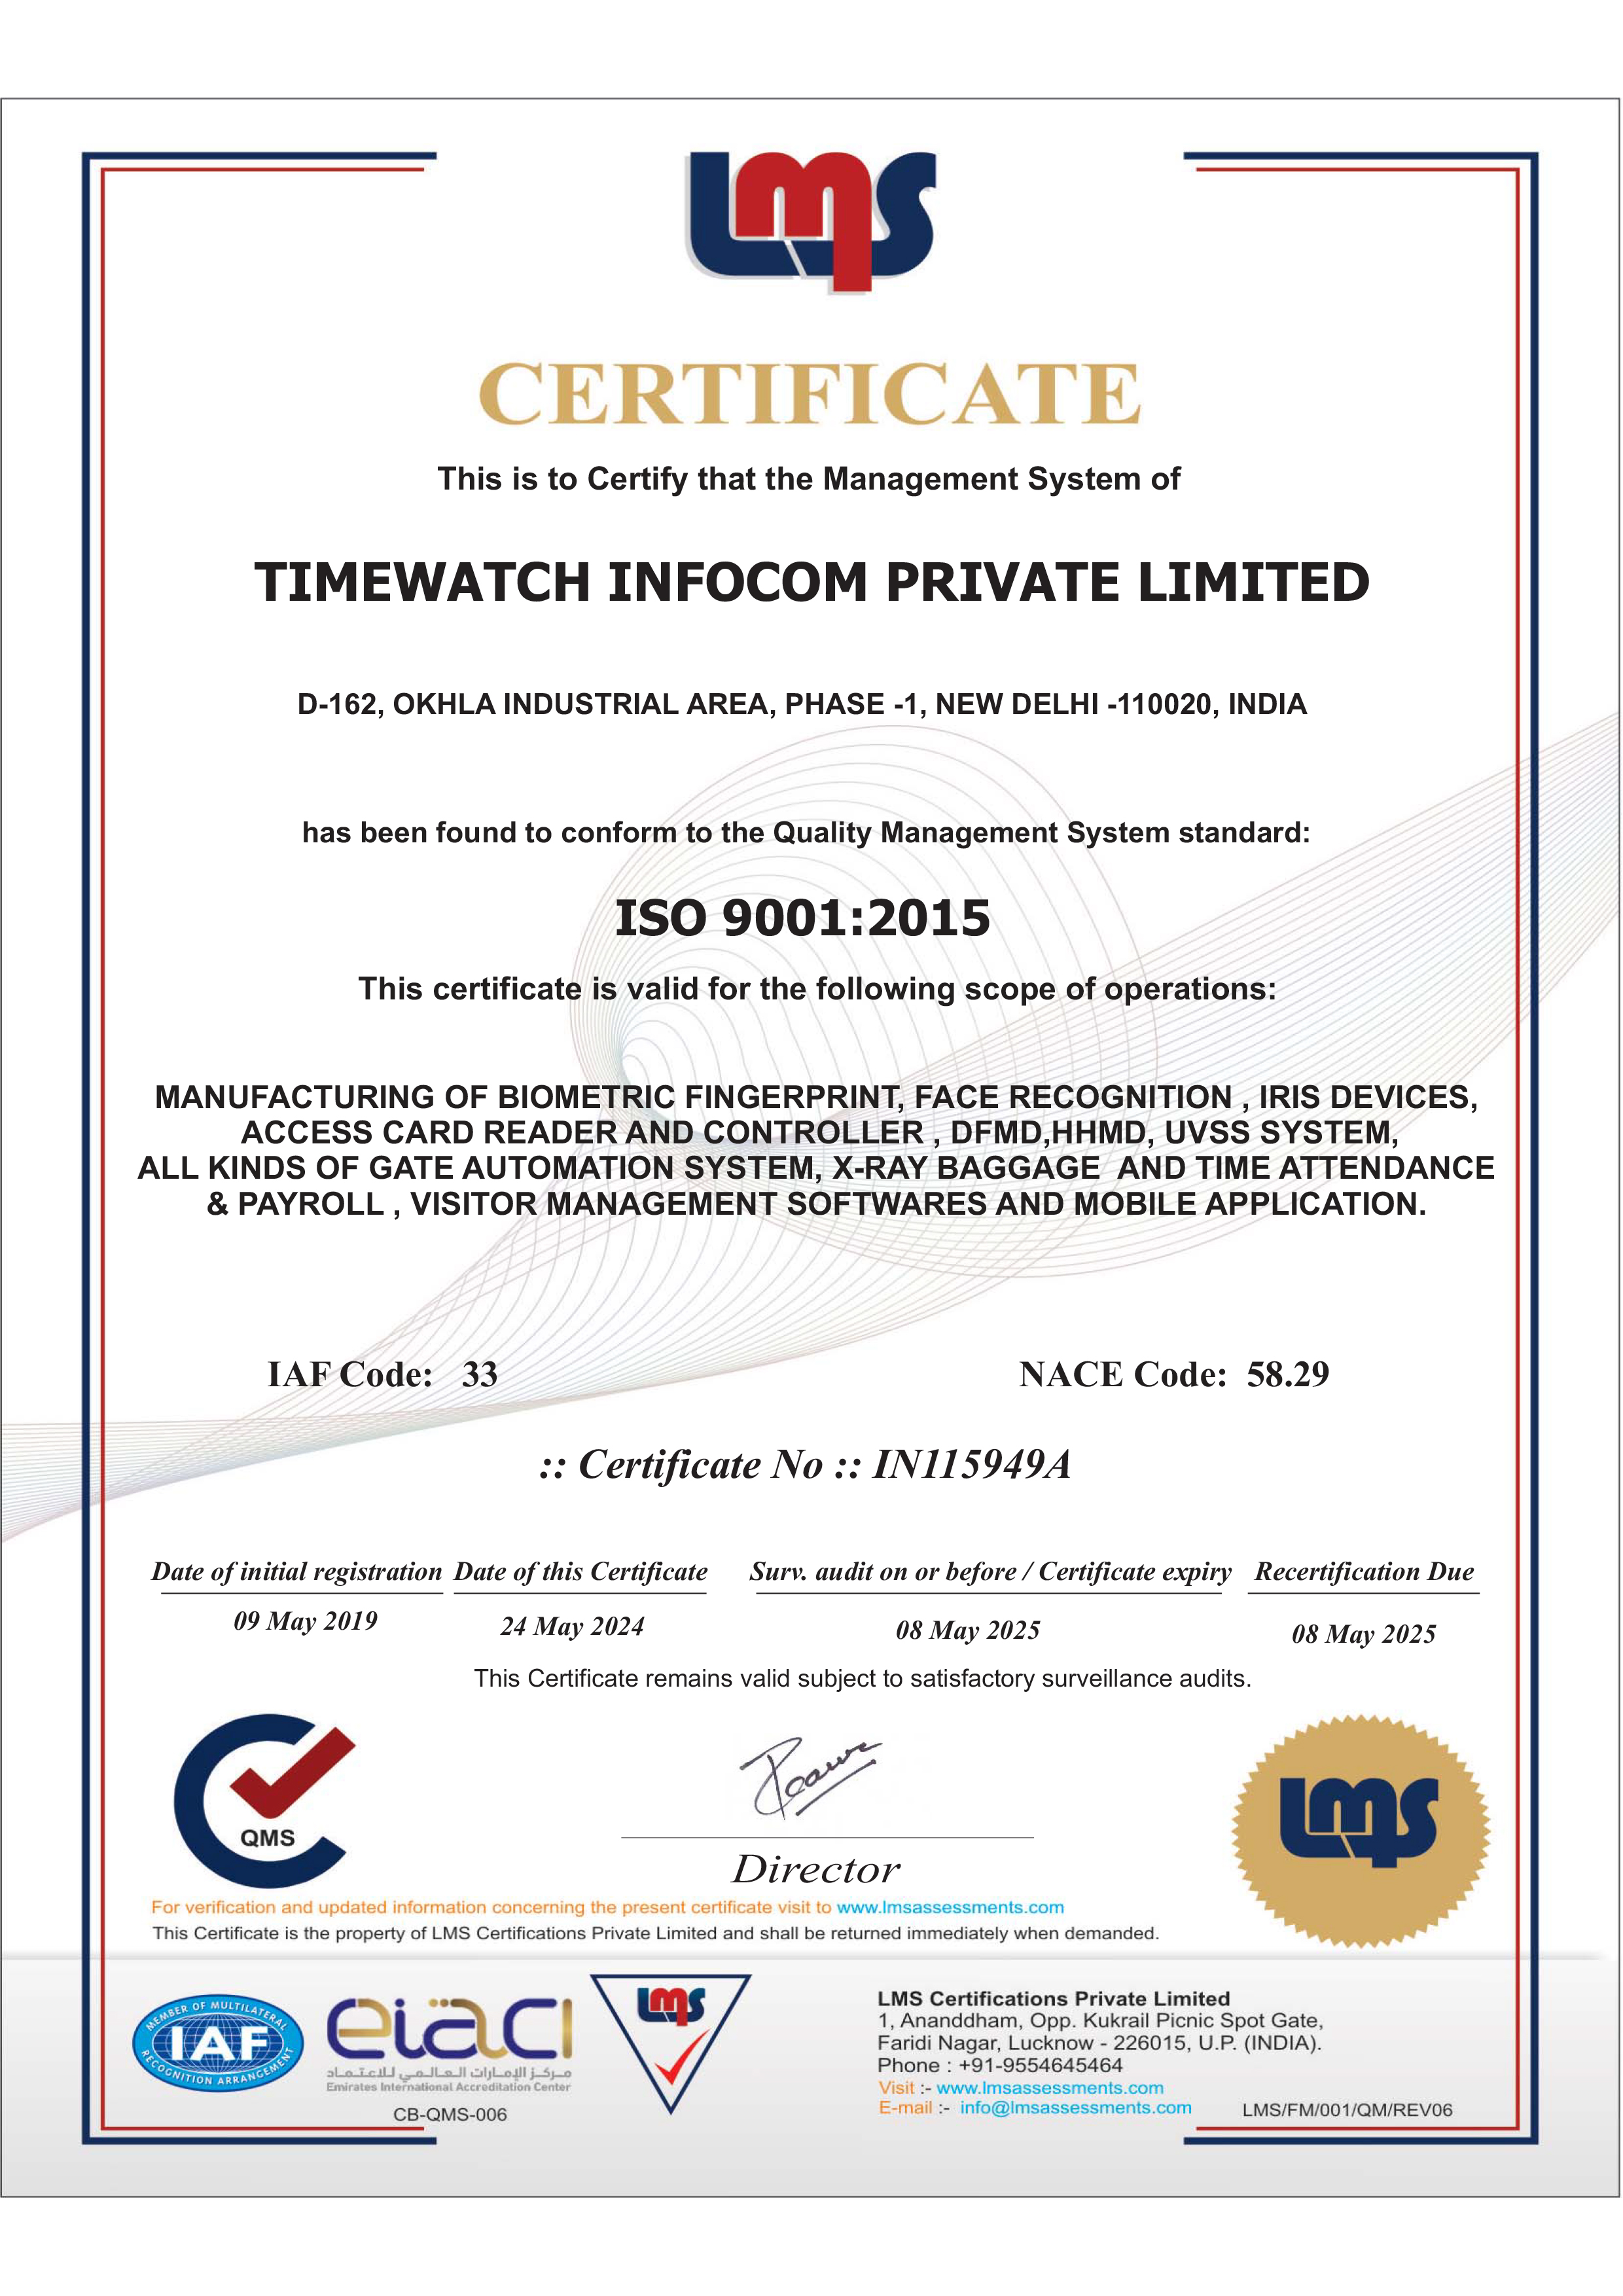 LMS
CERTIFICATE
This is to Certify that the Management System of
TIMEWATCH INFOCOM PRIVATE LIMITED
D-162, OKHLA INDUSTRIAL AREA, PHASE -1, NEW DELHI -110020, INDIA
has been found to conform to the Quality Management System standard:
ISO 9001:2015
This certificate is valid for the following scope of operations:
MANUFACTURING OF BIOMETRIC FINGERPRINT, FACE RECOGNITION , IRIS DEVICES,
ACCESS CARD READER AND CONTROLLER , DFMD,HHMD, UVSS SYSTEM,
ALL KINDS OF GATE AUTOMATION SYSTEM, X-RAY BAGGAGE AND TIME ATTENDANCE
& PAYROLL , VISITOR MANAGEMENT SOFTWARES AND MOBILE APPLICATION.
IAF Code: 33 NACE Code: 58.29
:: Certificate No :: IN115949A
Date of initial registration Date of this Certificate Surv. audit on or before / Certificate expiry Recertification Due
09 May 2019 24 May 2024 08 May 2025 08 May 2025
This Certificate remains valid subject to satisfactory surveillance audits.
QMS
LMS
Director
For verification and updated information concerning the present certificate visit to www.lmsassessments.com
This Certificate is the property of LMS Certifications Private Limited and shall be returned immediately when demanded.
MEMBER OF MULTILATERAL
IAF
RECOGNITION ARRANGEMENT
eiac
مركز الإمارات العالمي للاعتماد
Emirates International Accreditation Center
CB-QMS-006
LMS
LMS Certifications Private Limited
1, Ananddham, Opp. Kukrail Picnic Spot Gate,
Faridi Nagar, Lucknow - 226015, U.P. (INDIA).
Phone : +91-9554645464
Visit :- www.lmsassessments.com
E-mail :- info@lmsassessments.com
LMS/FM/001/QM/REV06